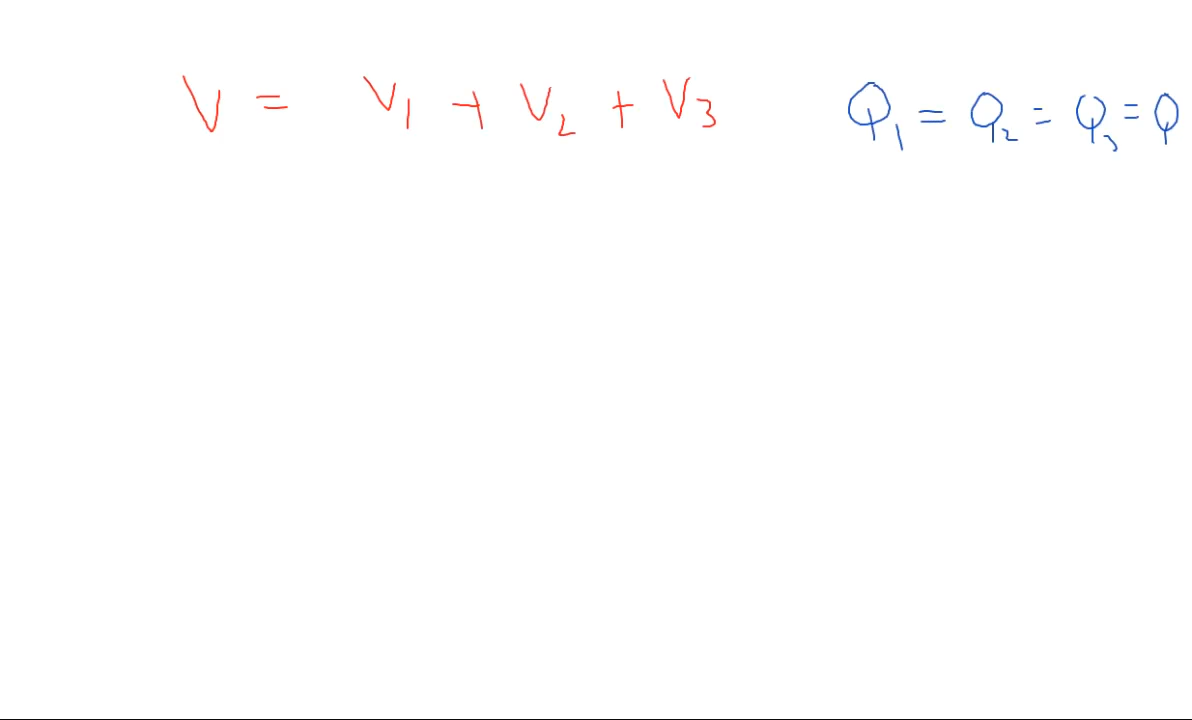 V = V₁ + V₂ + V₃ Q₁ = Q₂ = Q₃ = Q